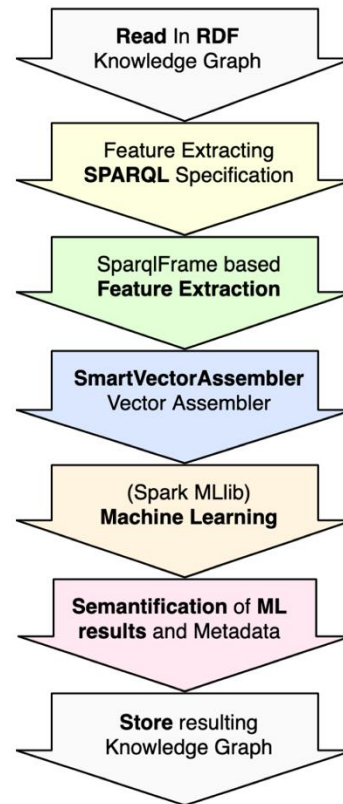 Read In RDF
Knowledge Graph
Feature Extracting
SPARQL Specification
SparqlFrame based
Feature Extraction
SmartVectorAssembler
Vector Assembler
(Spark MLlib)
Machine Learning
Semantification of ML
results and Metadata
Store resulting
Knowledge Graph